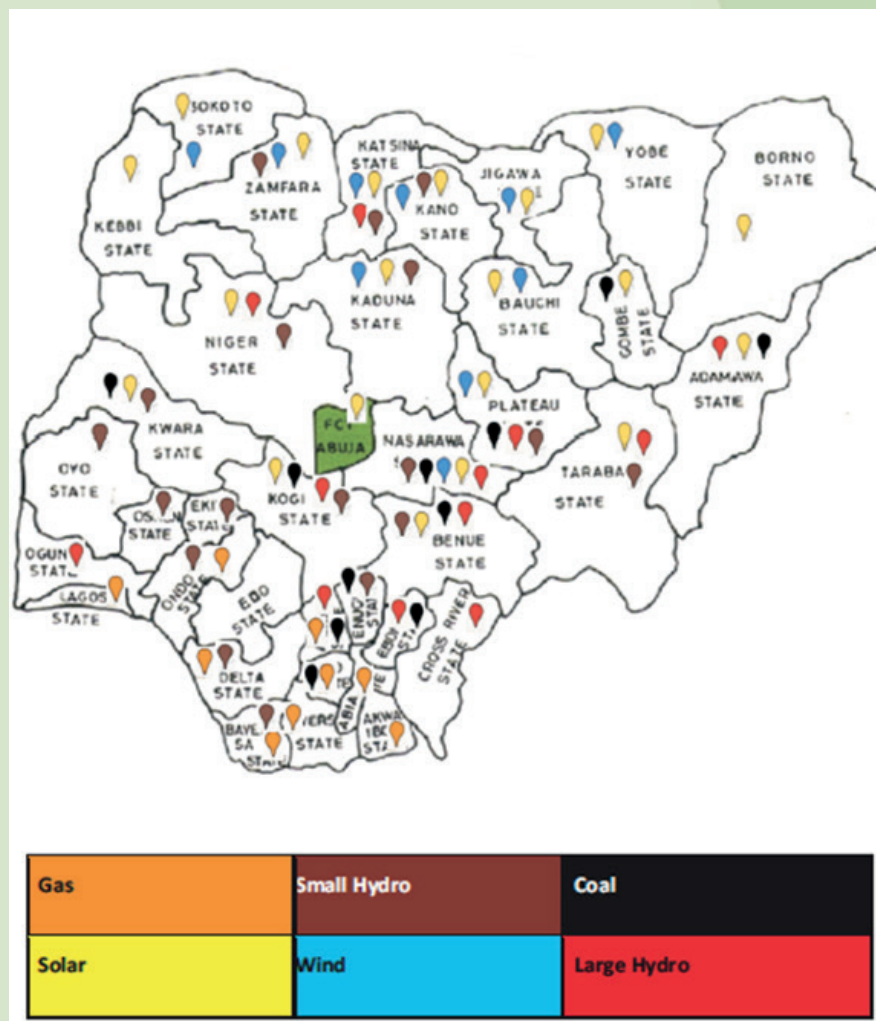 SOKOTO
STATE
KATSINA
STATE
ZAMFARA
STATE
KEBBI
STATE
KANO
STATE
JIGAWA
YOBE
STATE
BORNO
STATE
KADUNA
STATE
BAUCHI
STATE
GOMBE
STATE
NIGER
STATE
ADAMAWA
STATE
PLATEAU
KWARA
STATE
ABUJA
NASARAWA
OYO
STATE
KOGI
STATE
TARABA
STATE
STATE
STATE
BENUE
STATE
OGUN
STATE
ONDO
STATE
LAGOS
STATE
EDO
STATE
CROSS RIVER
STATE
DELTA
STATE
ABIA
STATE
Gas
Small Hydro
Coal
Solar
Wind
Large Hydro